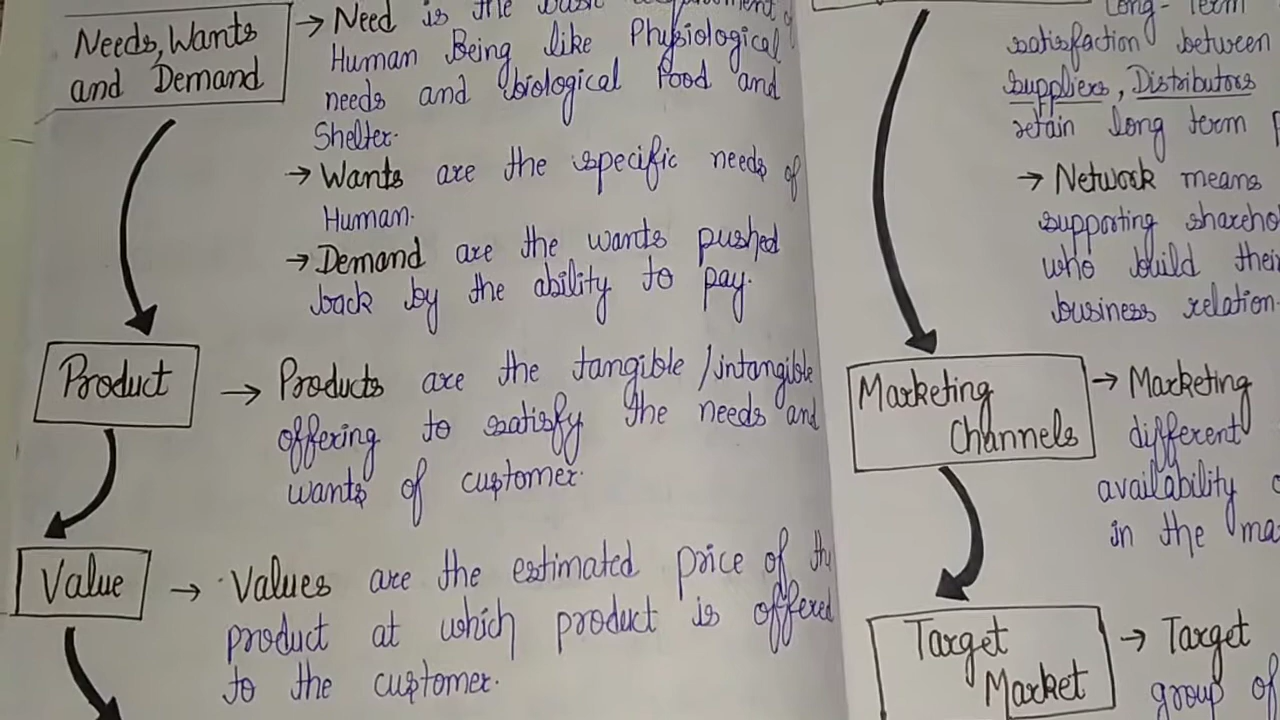 Needs, Wants
and Demand
→ Need is the
Human Being like Physiological
needs and biological Food and
Shelter.
→ Wants are the specific needs of
Human.
→ Demand are the wants pushed
back by the ability to pay.
Product
→ Products are the tangible/intangible
offering to satisfy the needs and
wants of customer.
Value
→ Values are the estimated price of the
product at which product is offered
to the customer.
Long-Term
satisfaction between
suppliers, Distributors
retain long term
→ Network means
supporting
who build their
business relation
Marketing
Channels
→ Marketing
different
availability
in the
Target
Market
→ Target
group of